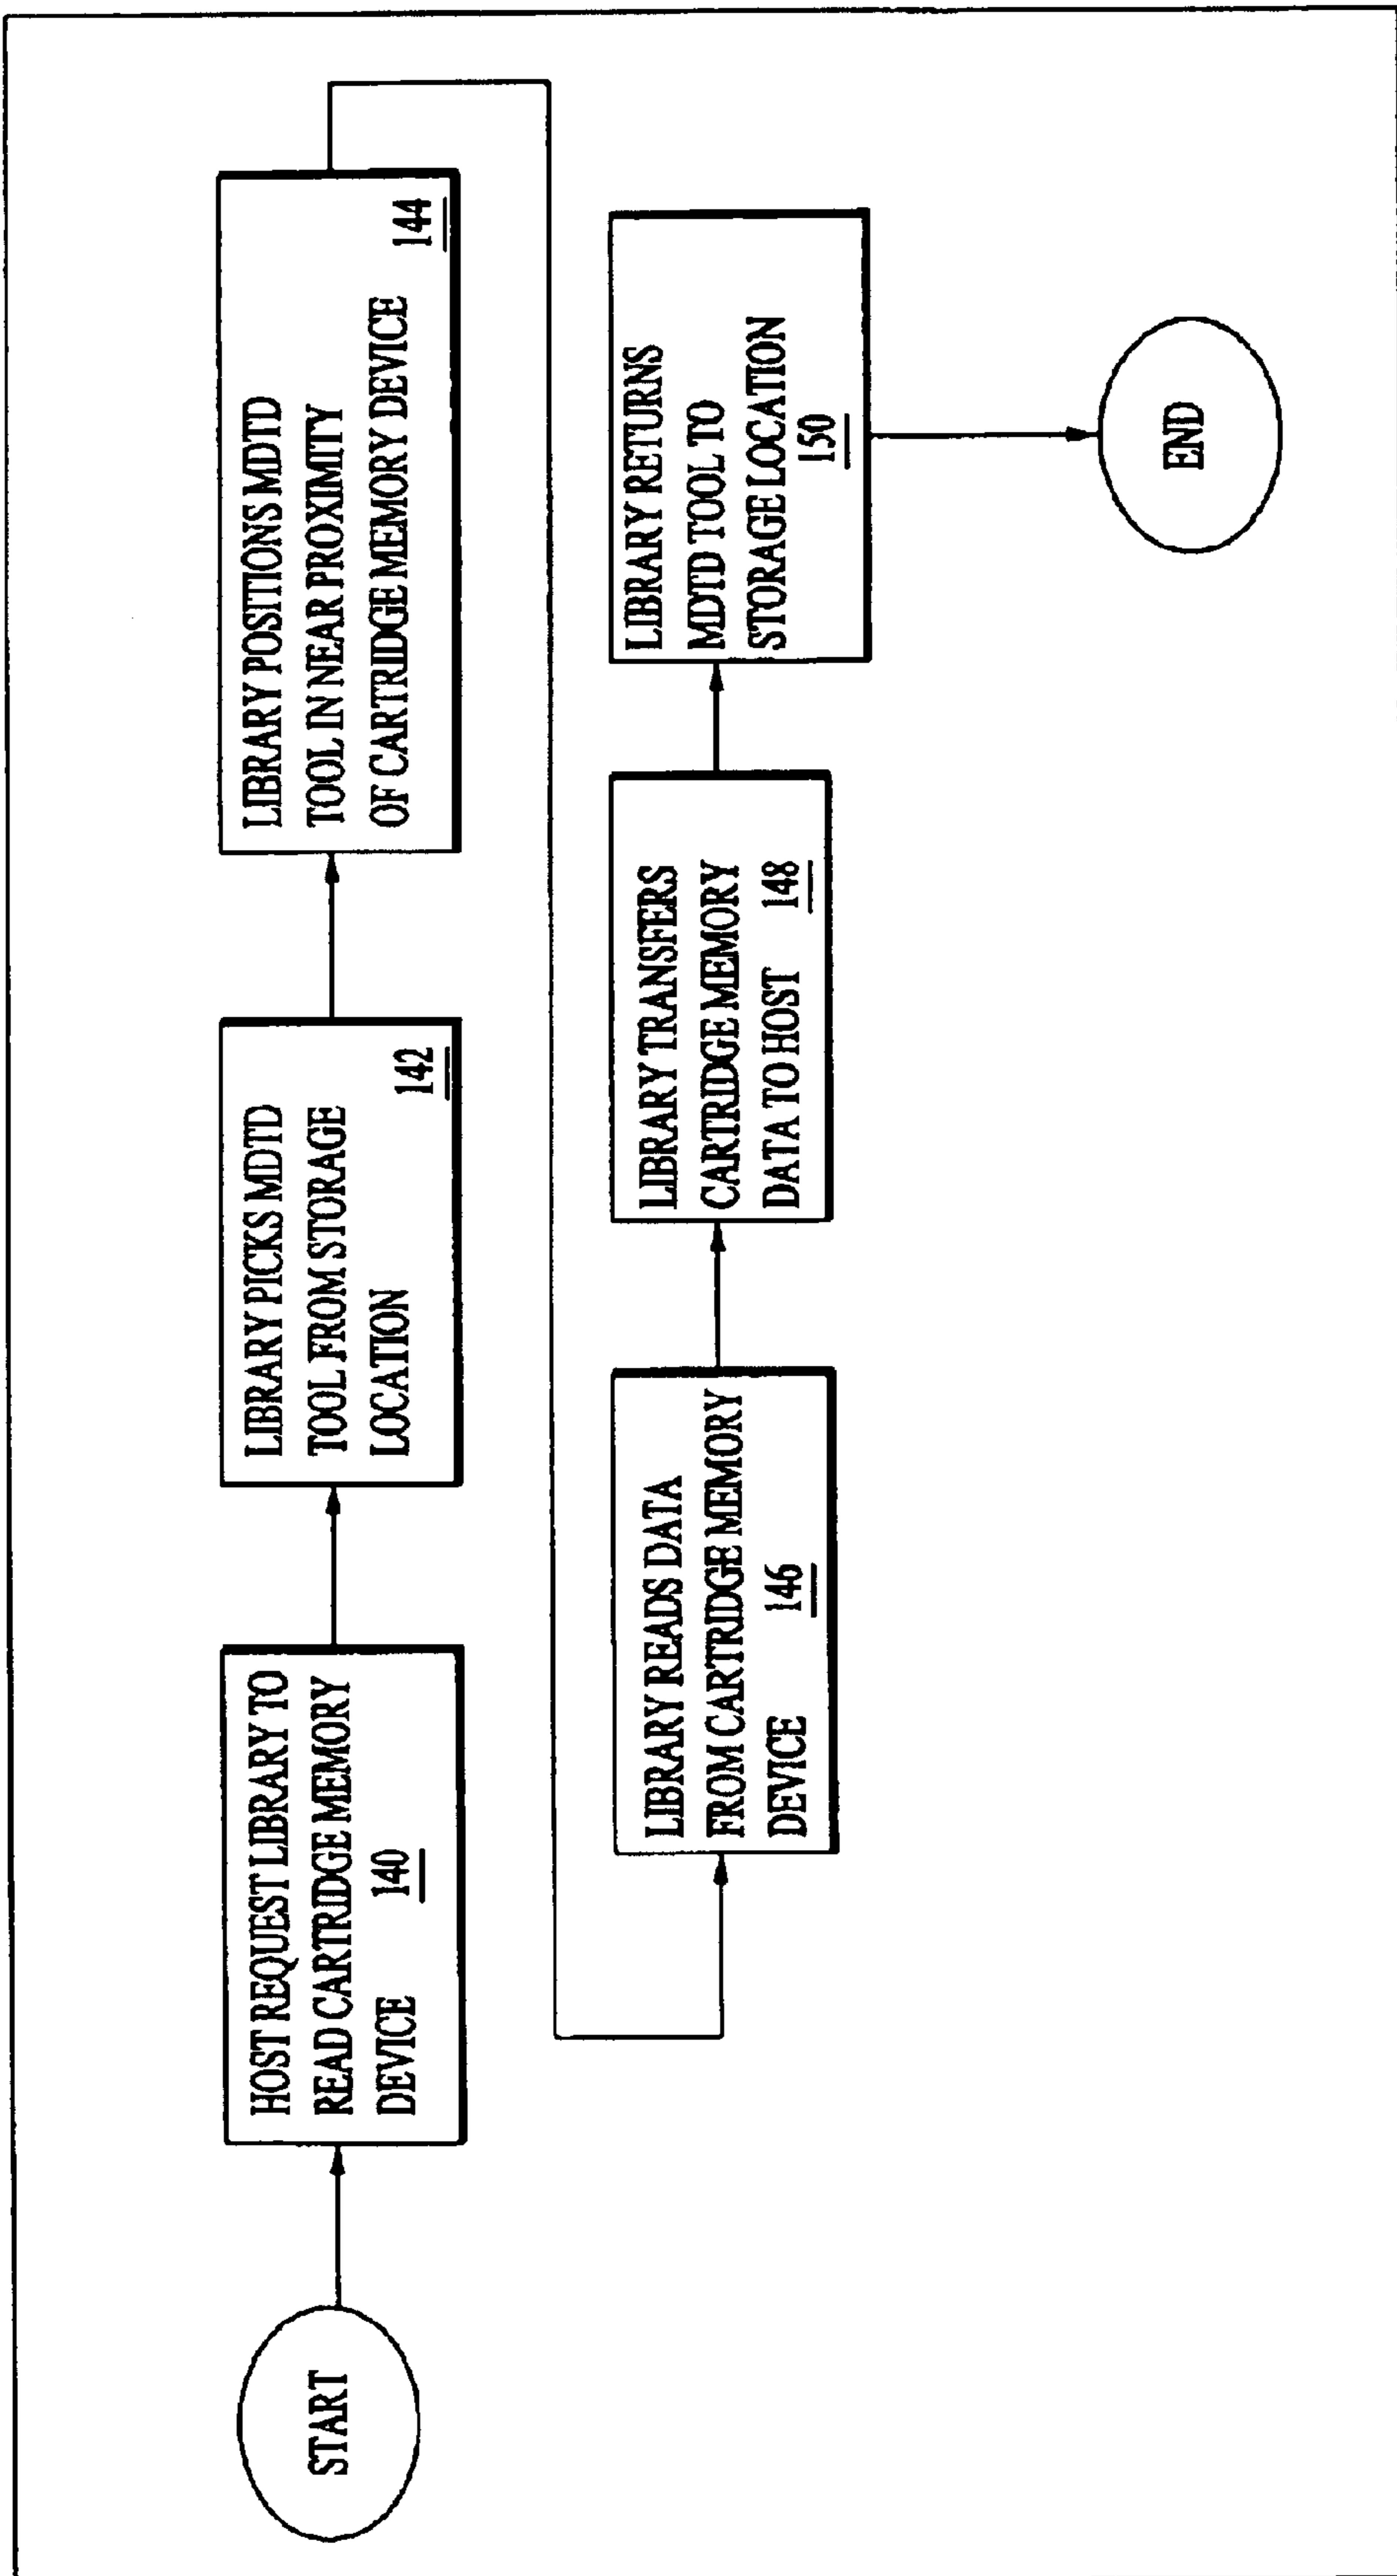 START
HOST REQUEST LIBRARY TO
READ CARTRIDGE MEMORY
DEVICE 140
LIBRARY PICKS MDTD
TOOL FROM STORAGE
LOCATION
142
LIBRARY POSITIONS MDTD
TOOL IN NEAR PROXIMITY
OF CARTRIDGE MEMORY DEVICE
144
LIBRARY READS DATA
FROM CARTRIDGE MEMORY
DEVICE 146
LIBRARY TRANSFERS
CARTRIDGE MEMORY
DATA TO HOST 148
LIBRARY RETURNS
MDTD TOOL TO
STORAGE LOCATION
150
END